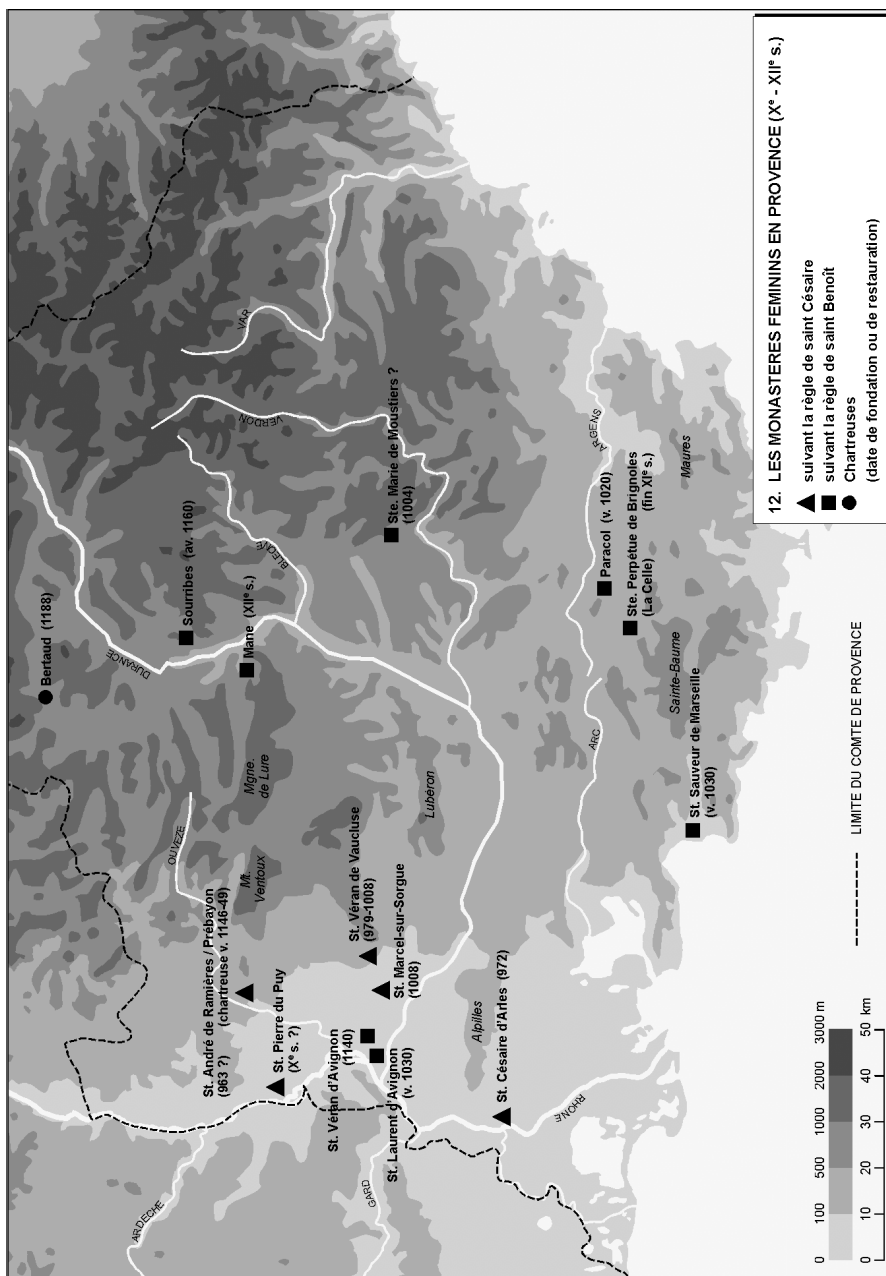 12. LES MONASTERES FEMININS EN PROVENCE (Xᵉ - XIIᵉ s.)
suivant la règle de saint Césaire
suivant la règle de saint Benoît
Chartreuses
(date de fondation ou de restauration)
Bertaud (1188)
DURANCE
Sourribes (av. 1160)
Mane (XIIᵉ s.)
BLEONE
VERDON
VAR
Ste. Marie de Moustiers ?
(1004)
OUVEZE
Mgne.
de Lure
Mt.
Ventoux
Lubéron
St. André de Ramières / Prébayon
(963 ?) (chartreuse v. 1146-49)
St. Pierre du Puy
(Xᵉ s. ?)
St. Véran de Vaucluse
(979-1008)
St. Marcel-sur-Sorgue
(1008)
St. Véran d'Avignon
(1140)
St. Laurent d'Avignon
(v. 1030)
ARDECHE
GARD
Alpilles
St. Césaire d'Arles (972)
RHONE
ARC
ARGENS
Paracol (v. 1020)
Ste. Perpétue de Brignoles
(fin XIᵉ s.)
(La Celle)
Maures
Sainte-Baume
St. Sauveur de Marseille
(v. 1030)
LIMITE DU COMTE DE PROVENCE
0 100 500 1000 2000 3000 m
0 10 20 30 40 50 km